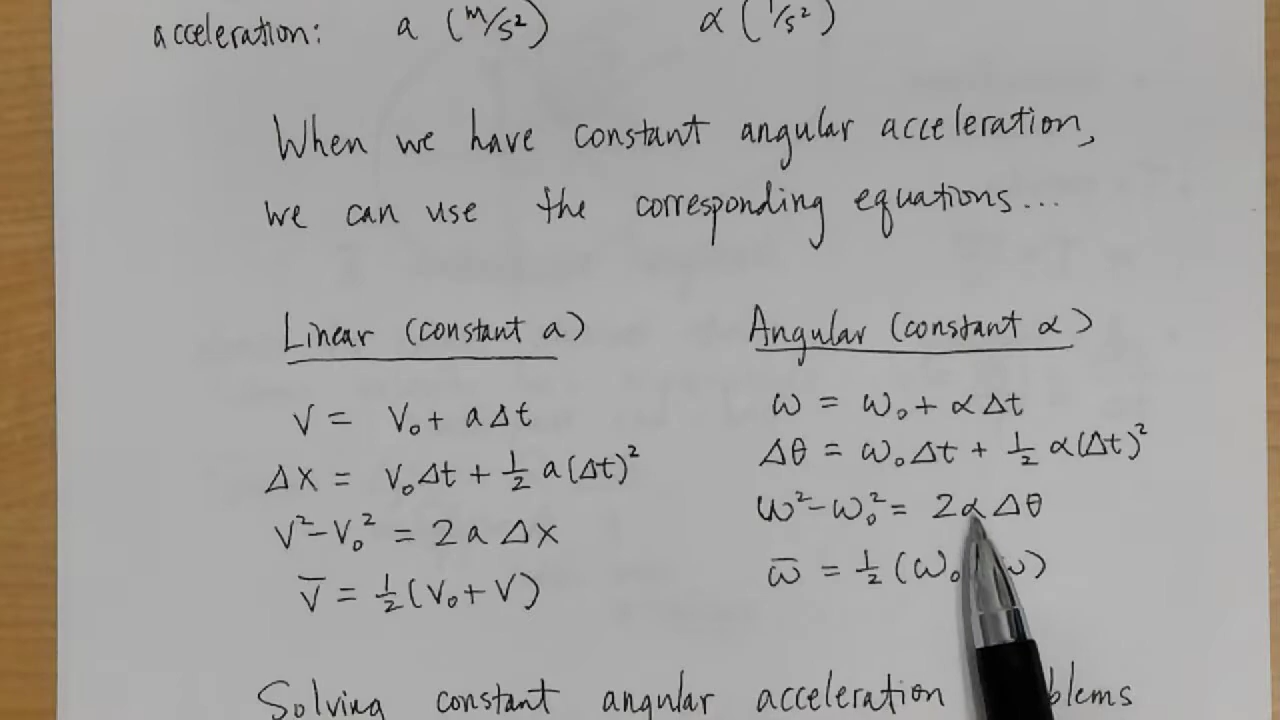 acceleration: a (m/s²) α (1/s²)
When we have constant angular acceleration,
we can use the corresponding equations...
Linear (constant a) Angular (constant α)
V = V₀ + aΔt ω = ω₀ + αΔt
Δx = V₀Δt + ½ a(Δt)² Δθ = ω₀Δt + ½ α(Δt)²
V² - V₀² = 2aΔx ω² - ω₀² = 2αΔθ
V̅ = ½(V₀ + V) ω̅ = ½(ω₀ ω)
Solving constant angular acceleration